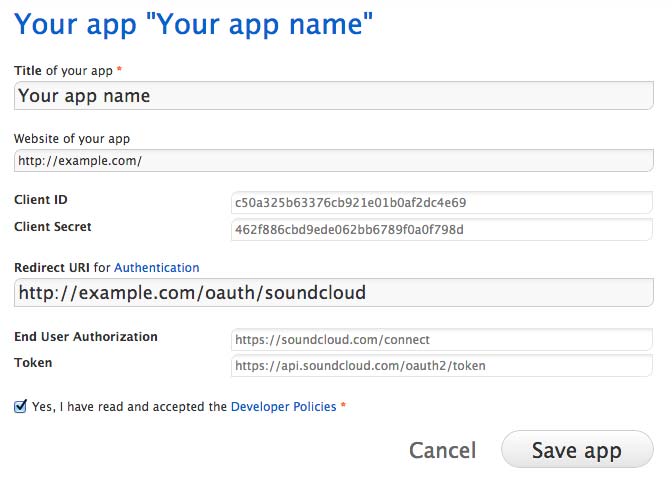 Your app "Your app name"
Title of your app *
Your app name
Website of your app
http://example.com/
Client ID c50a325b63376cb921e01b0af2dc4e69
Client Secret 462f886cbd9ede062bb6789f0a0f798d
Redirect URI for Authentication
http://example.com/oauth/soundcloud
End User Authorization https://soundcloud.com/connect
Token https://api.soundcloud.com/oauth2/token
Yes, I have read and accepted the Developer Policies *
Cancel Save app